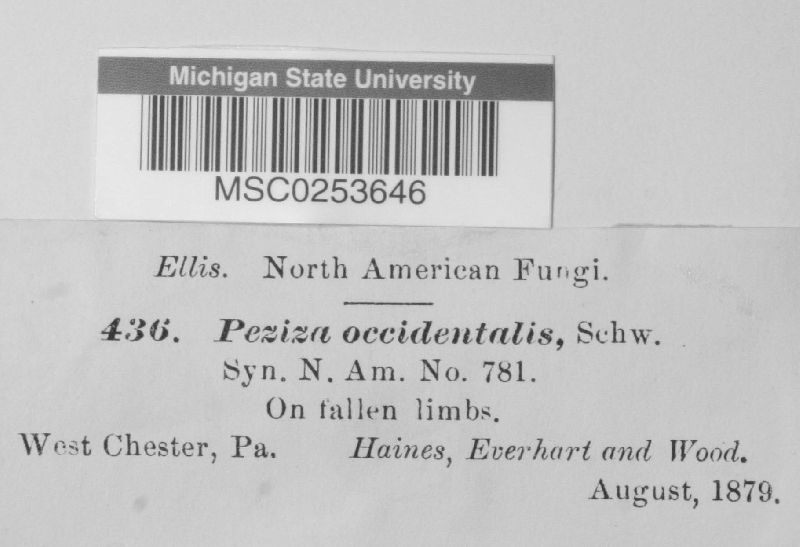 Michigan State University
MSC0253646
Ellis. North American Fungi.
436. Peziza occidentalis, Schw.
Syn. N. Am. No. 781.
On fallen limbs.
West Chester, Pa. Haines, Everhart and Wood.
August, 1879.